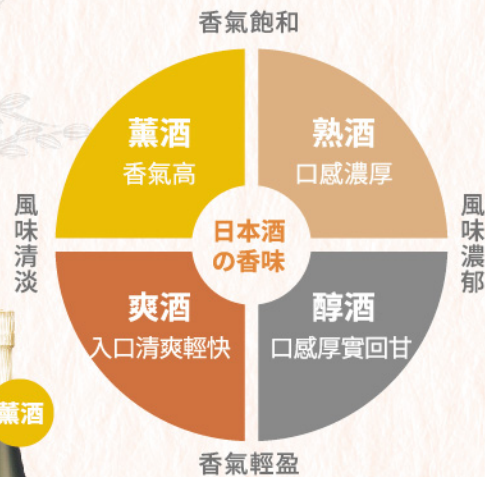 香氣飽和
薰酒
香氣高
熟酒
口感濃厚
風味清淡
日本酒
の香味
風味濃郁
爽酒
入口清爽輕快
醇酒
口感厚實回甘
薰酒
香氣輕盈